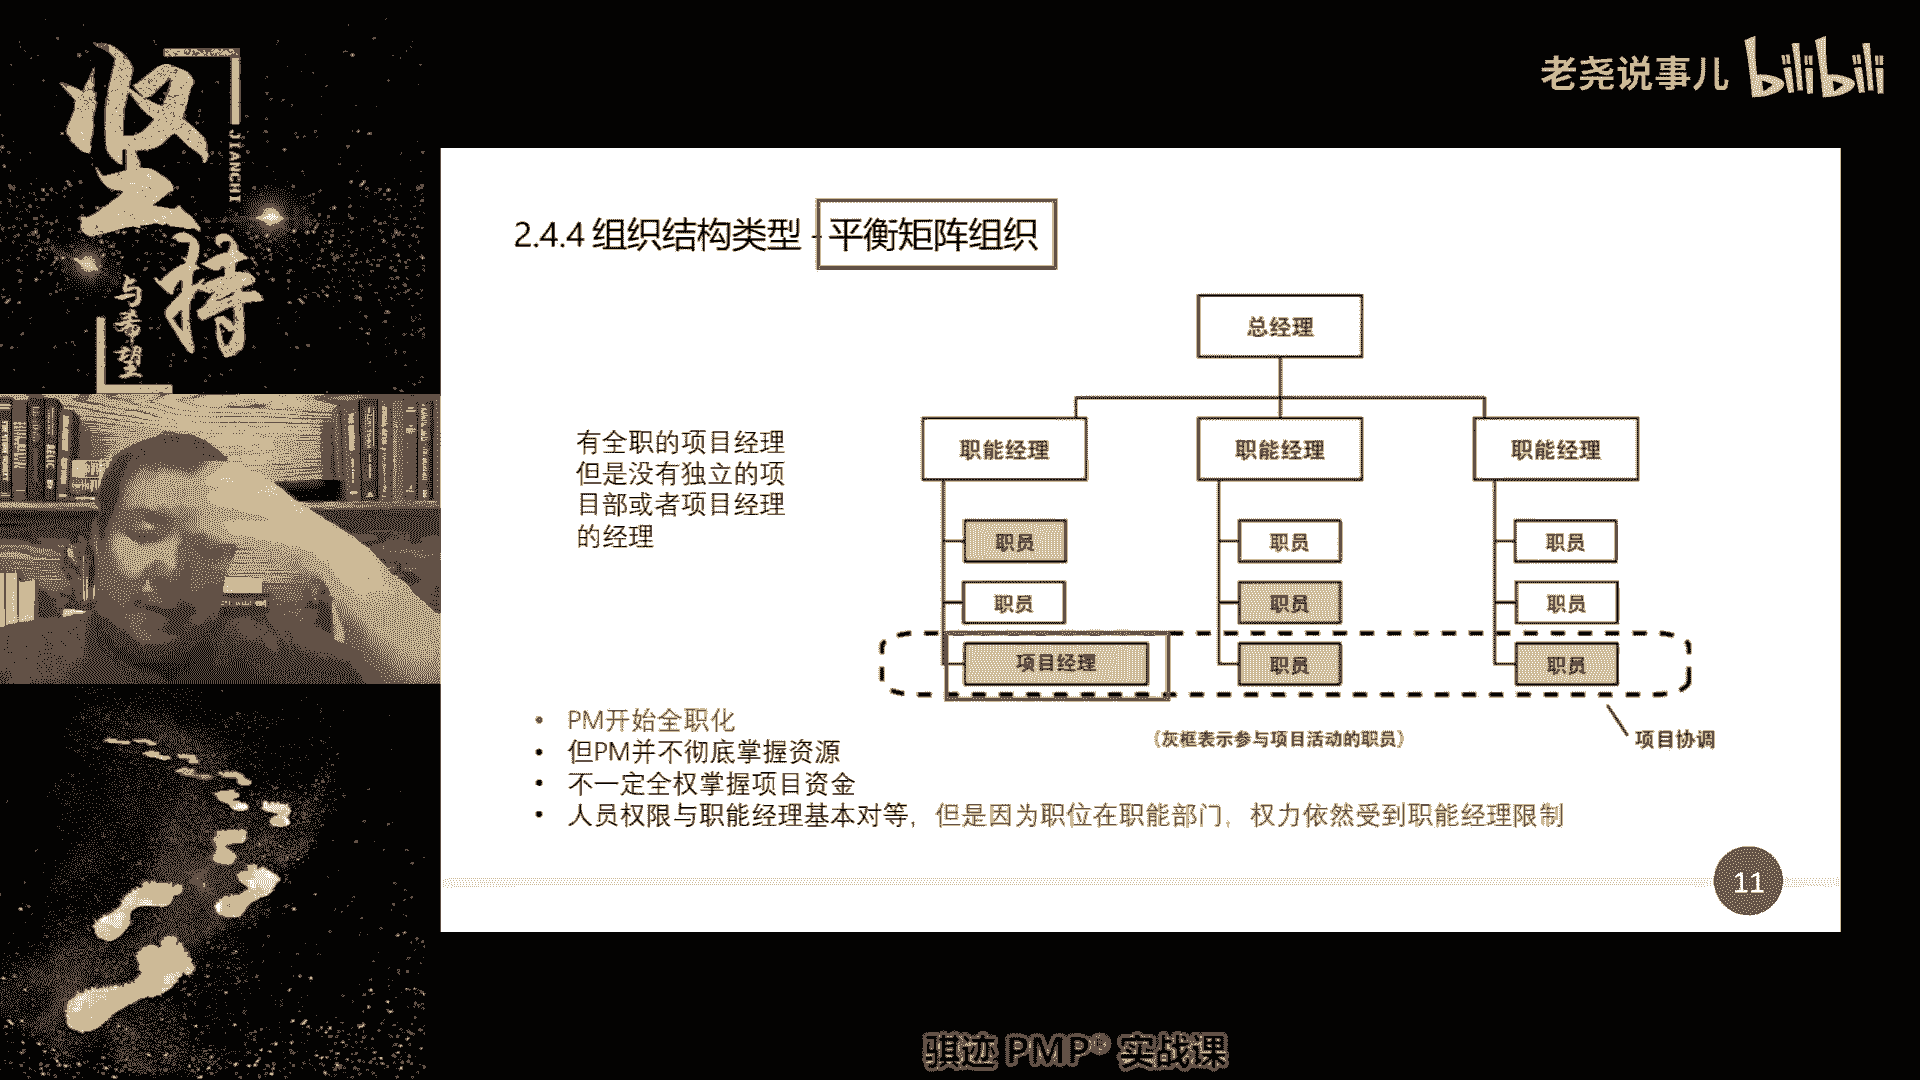 坚持
JIANCHI
与希望
老尧说事儿 bilibili
2.4.4 组织结构类型 - 平衡矩阵组织
总经理
职能经理 职能经理 职能经理
有全职的项目经理
但是没有独立的项
目部或者项目经理
的经理
职员 职员 职员
职员 职员 职员
项目经理 职员 职员
(灰框表示参与项目活动的职员) 项目协调
• PM开始全职化
• 但PM并不彻底掌握资源
• 不一定全权掌握项目资金
• 人员权限与职能经理基本对等，但是因为职位在职能部门，权力依然受到职能经理限制
11
骐迹 PMP® 实战课